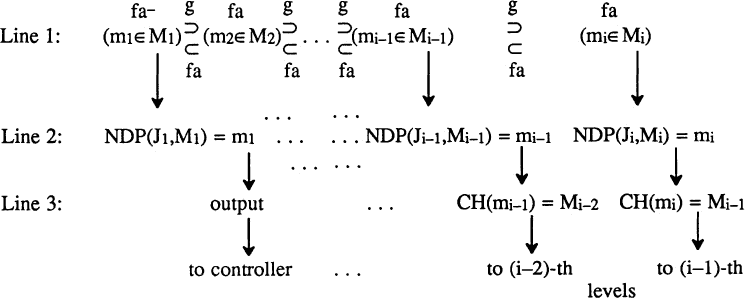 fa– g fa g g fa g fa
Line 1: (m1∈M1) ⊃ (m2∈M2) ⊃ ... ⊃ (mi–1∈Mi–1) ⊃ (mi∈Mi)
⊂ ⊂ ⊂ ⊂
fa fa fa fa
... ...
Line 2: NDP(J1,M1) = m1 ... ... NDP(Ji–1,Mi–1) = mi–1 NDP(Ji,Mi) = mi
... ...
Line 3: output ... CH(mi–1) = Mi–2 CH(mi) = Mi–1
to controller ... to (i–2)-th to (i–1)-th
levels